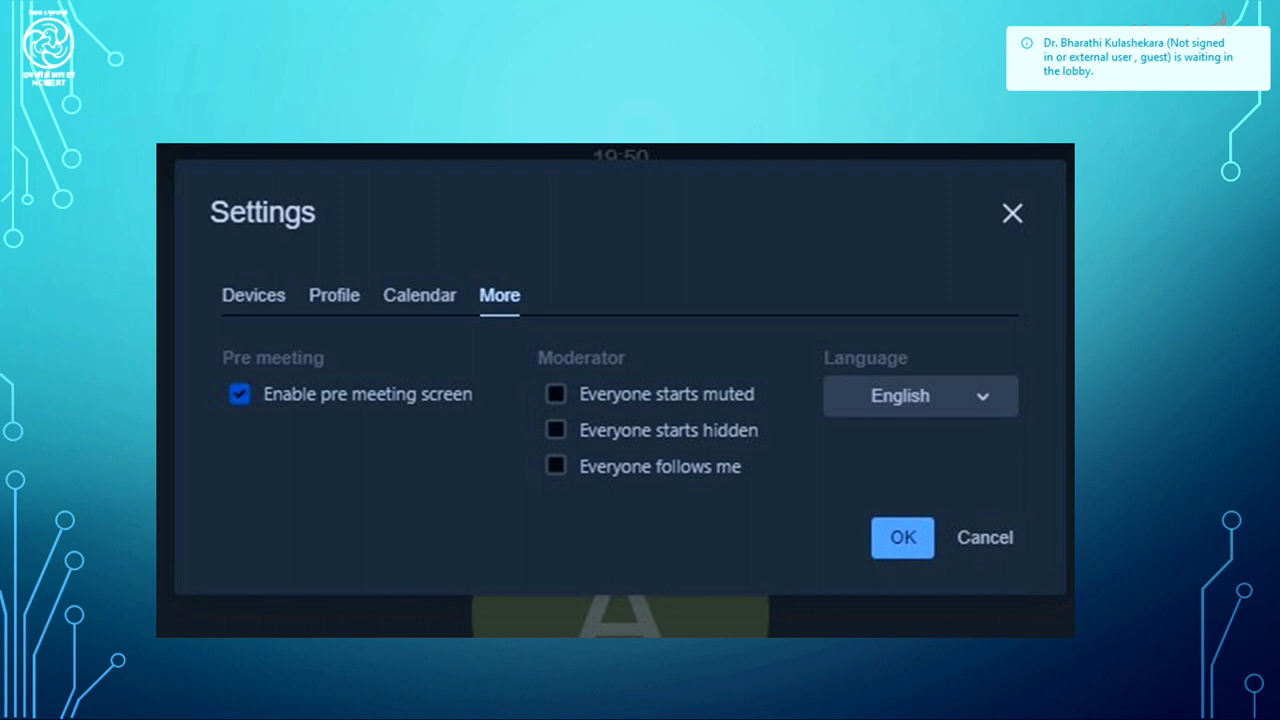 NCERT
Dr. Bharathi Kulashekara (Not signed
in or external user , guest) is waiting in
the lobby.
19:50
Settings
Devices Profile Calendar More
Pre meeting Moderator Language
Enable pre meeting screen Everyone starts muted English
Everyone starts hidden
Everyone follows me
OK Cancel
A